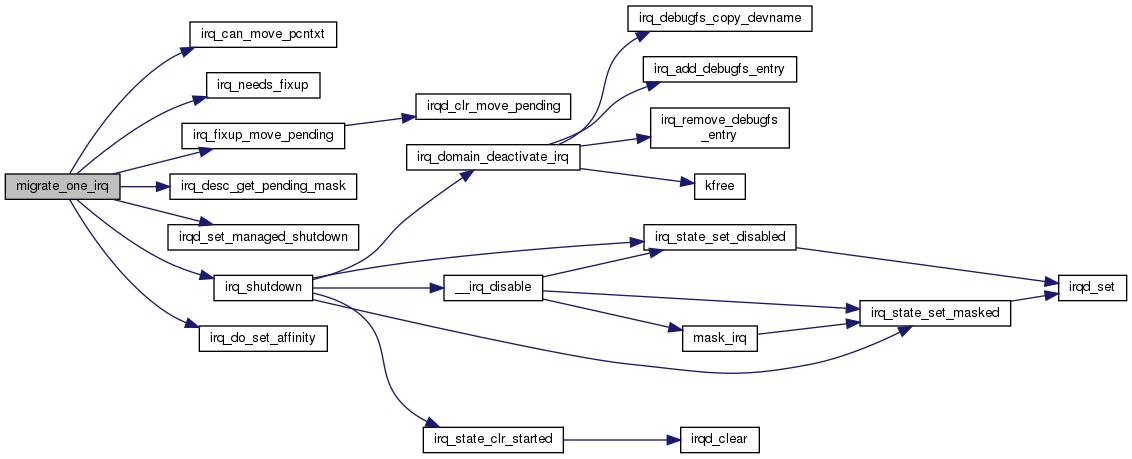 irq_debugfs_copy_devname
irq_can_move_pcntxt
irq_add_debugfs_entry
irq_needs_fixup
irqd_clr_move_pending
irq_remove_debugfs
_entry
irq_fixup_move_pending
irq_domain_deactivate_irq
migrate_one_irq
irq_desc_get_pending_mask
kfree
irqd_set_managed_shutdown
irq_state_set_disabled
irq_shutdown
__irq_disable
irqd_set
irq_state_set_masked
irq_do_set_affinity
mask_irq
irq_state_clr_started
irqd_clear